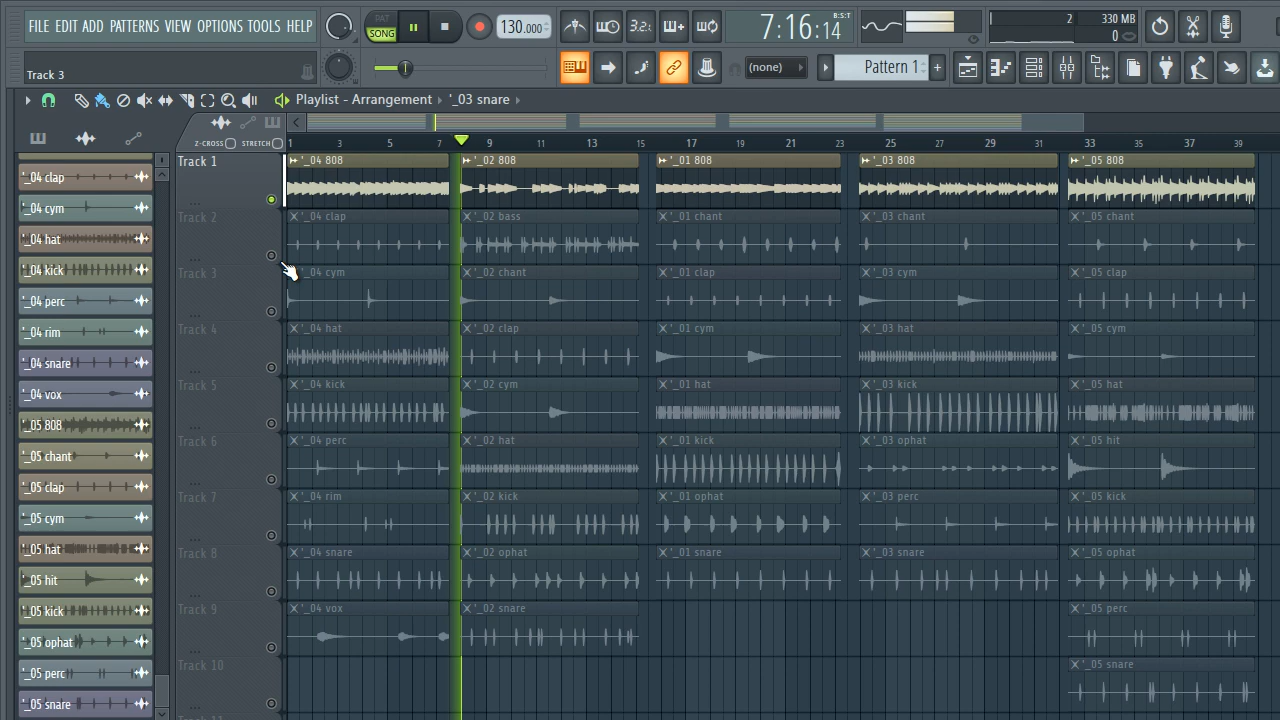 FILE EDIT ADD PATTERNS VIEW OPTIONS TOOLS HELP
PAT
SONG
130.000
3.2.
7:16:14
B:S:T
2
330 MB
0
Track 3
(none)
Pattern 1
Playlist - Arrangement
'_03 snare
Z-CROSS
STRETCH
1 3 5 7 9 11 13 15 17 19 21 23 25 27 29 31 33 35 37 39
'_04 clap
'_04 cym
'_04 hat
'_04 kick
'_04 perc
'_04 rim
'_04 snare
'_04 vox
'_05 808
'_05 chant
'_05 clap
'_05 cym
'_05 hat
'_05 hit
'_05 kick
'_05 ophat
'_05 perc
'_05 snare
Track 1
'_04 808
'_02 808
'_01 808
'_03 808
'_05 808
Track 2
'_04 clap
'_02 bass
'_01 chant
'_03 chant
'_05 chant
Track 3
'_04 cym
'_02 chant
'_01 clap
'_03 cym
'_05 clap
Track 4
'_04 hat
'_02 clap
'_01 cym
'_03 hat
'_05 cym
Track 5
'_04 kick
'_02 cym
'_01 hat
'_03 kick
'_05 hat
Track 6
'_04 perc
'_02 hat
'_01 kick
'_03 ophat
'_05 hit
Track 7
'_04 rim
'_02 kick
'_01 ophat
'_03 perc
'_05 kick
Track 8
'_04 snare
'_02 ophat
'_01 snare
'_03 snare
'_05 ophat
Track 9
'_04 vox
'_02 snare
'_05 perc
Track 10
'_05 snare